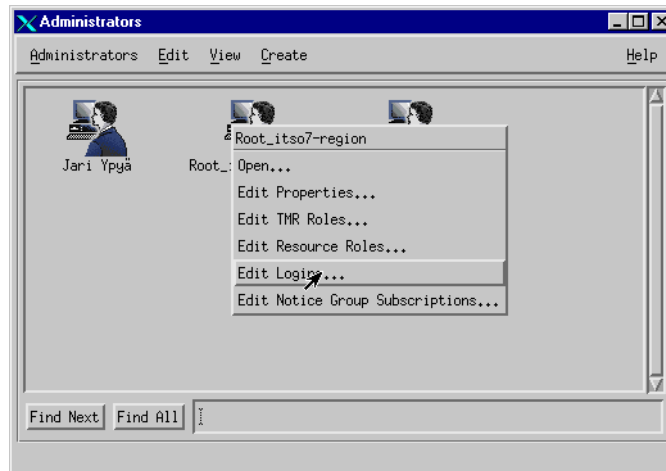 Administrators
Administrators Edit View Create Help
Root_itso7-region
Jari Ypyä Root_
Open...
Edit Properties...
Edit TMR Roles...
Edit Resource Roles...
Edit Logins...
Edit Notice Group Subscriptions...
Find Next Find All